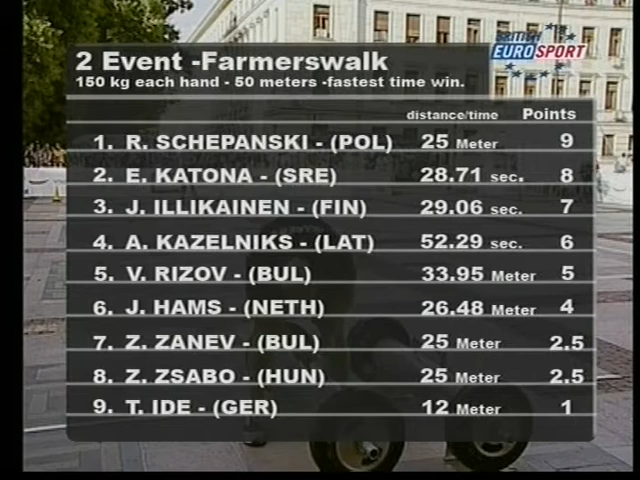 BRITISH
EUROSPORT
2 Event -Farmerswalk
150 kg each hand - 50 meters -fastest time win.
distance/time Points
1. R. SCHEPANSKI - (POL) 25 Meter 9
2. E. KATONA - (SRE) 28.71 sec. 8
3. J. ILLIKAINEN - (FIN) 29.06 sec. 7
4. A. KAZELNIKS - (LAT) 52.29 sec. 6
5. V. RIZOV - (BUL) 33.95 Meter 5
6. J. HAMS - (NETH) 26.48 Meter 4
7. Z. ZANEV - (BUL) 25 Meter 2.5
8. Z. ZSABO - (HUN) 25 Meter 2.5
9. T. IDE - (GER) 12 Meter 1